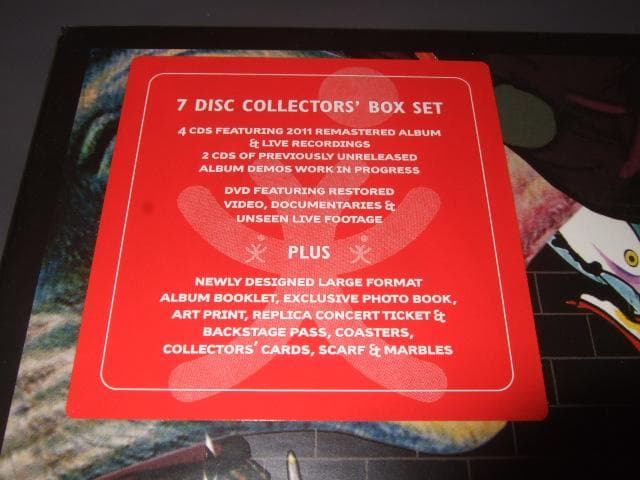 7 DISC COLLECTORS' BOX SET
4 CDS FEATURING 2011 REMASTERED ALBUM
& LIVE RECORDINGS
2 CDS OF PREVIOUSLY UNRELEASED
ALBUM DEMOS WORK IN PROGRESS
DVD FEATURING RESTORED
VIDEO, DOCUMENTARIES &
UNSEEN LIVE FOOTAGE
PLUS
NEWLY DESIGNED LARGE FORMAT
ALBUM BOOKLET, EXCLUSIVE PHOTO BOOK,
ART PRINT, REPLICA CONCERT TICKET &
BACKSTAGE PASS, COASTERS,
COLLECTORS' CARDS, SCARF & MARBLES